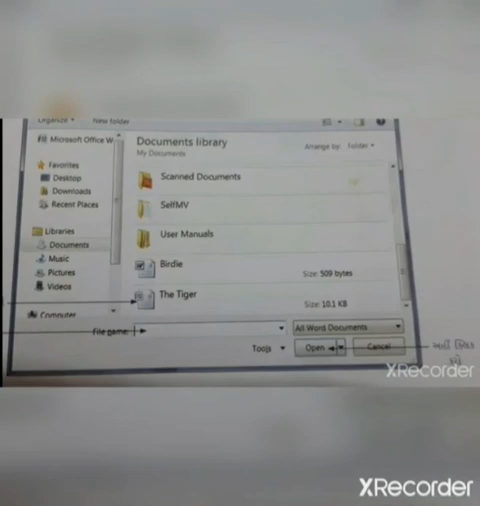 Organize
New folder
Microsoft Office W
Favorites
Desktop
Downloads
Recent Places
Libraries
Documents
Music
Pictures
Videos
Computer
Documents library
My Documents
Arrange by: Folder
Scanned Documents
SelfMV
User Manuals
Birdie
Size: 509 bytes
The Tiger
Size: 10.1 KB
File game:
All Word Documents
Tools
Open
Cancel
XRecorder
XRecorder